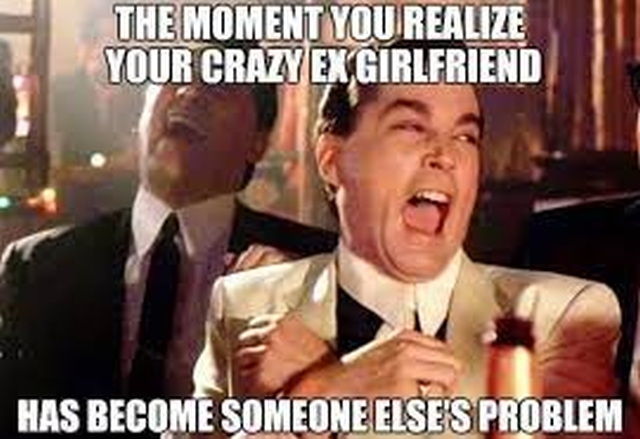 THE MOMENT YOU REALIZE
YOUR CRAZY EX GIRLFRIEND
HAS BECOME SOMEONE ELSE'S PROBLEM